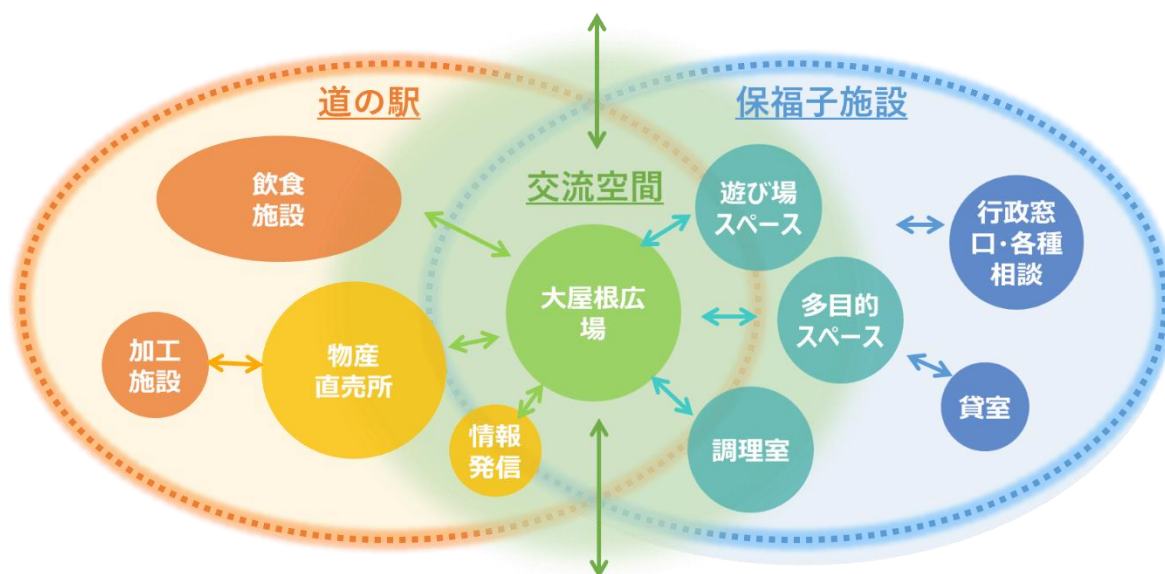 道の駅
保福子施設
交流空間
飲食
施設
加工
施設
物産
直売所
情報
発信
大屋根広
場
遊び場
スペース
多目的
スペース
調理室
行政窓
口・各種
相談
貸室